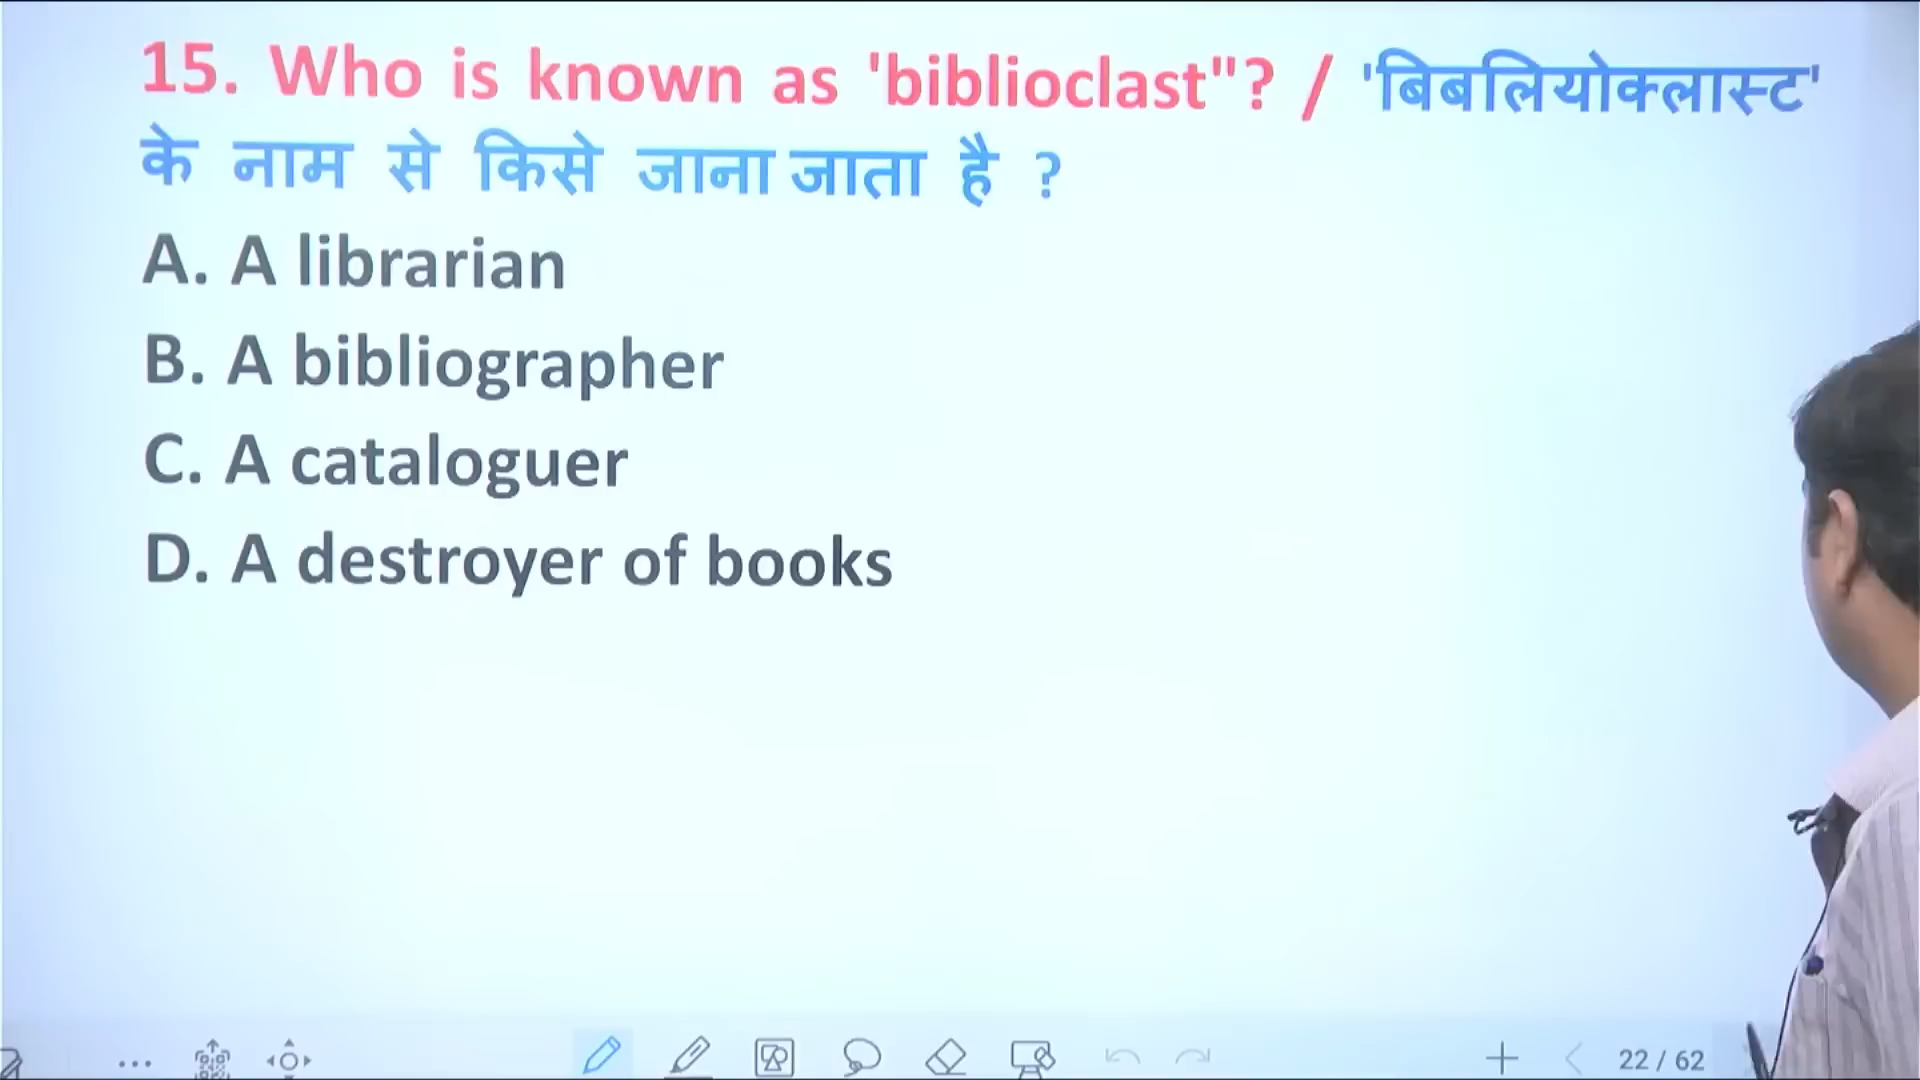 15. Who is known as 'biblioclast"? / 'बिबलियोक्लास्ट'
के नाम से किसे जाना जाता है ?
A. A librarian
B. A bibliographer
C. A cataloguer
D. A destroyer of books
22 / 62